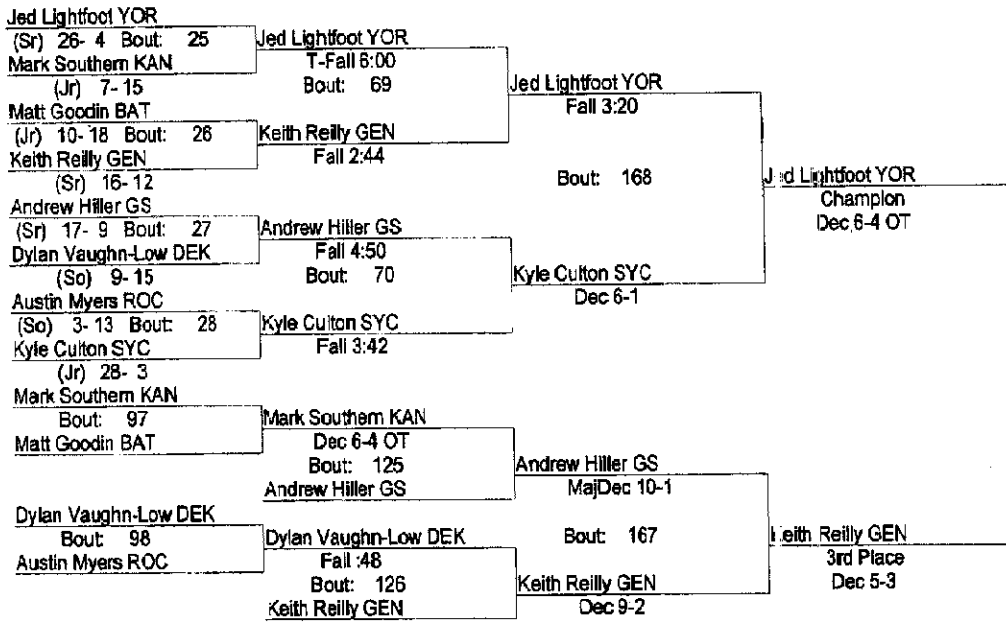 Jed Lightfoot YOR
(Sr) 26- 4 Bout: 25
Mark Southern KAN
(Jr) 7- 15
Matt Goodin BAT
(Jr) 10- 18 Bout: 26
Keith Reilly GEN
(Sr) 16- 12
Andrew Hiller GS
(Sr) 17- 9 Bout: 27
Dylan Vaughn-Low DEK
(So) 9- 15
Austin Myers ROC
(So) 3- 13 Bout: 28
Kyle Culton SYC
(Jr) 28- 3
Jed Lightfoot YOR
T-Fall 6:00
Bout: 69
Keith Reilly GEN
Fall 2:44
Andrew Hiller GS
Fall 4:50
Bout: 70
Kyle Culton SYC
Fall 3:42
Jed Lightfoot YOR
Fall 3:20
Bout: 168
Kyle Culton SYC
Dec 6-1
Jed Lightfoot YOR
Champion
Dec 6-4 OT
Mark Southern KAN
Bout: 97
Matt Goodin BAT
Dylan Vaughn-Low DEK
Bout: 98
Austin Myers ROC
Mark Southern KAN
Dec 6-4 OT
Bout: 125
Andrew Hiller GS
Dylan Vaughn-Low DEK
Fall :48
Bout: 126
Keith Reilly GEN
Andrew Hiller GS
MajDec 10-1
Bout: 167
Keith Reilly GEN
Dec 9-2
Keith Reilly GEN
3rd Place
Dec 5-3